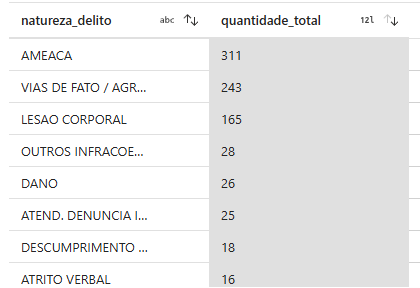 natureza_delito abc quantidade_total 12l
AMEACA 311
VIAS DE FATO / AGR... 243
LESAO CORPORAL 165
OUTROS INFRACOE... 28
DANO 26
ATEND. DENUNCIA I... 25
DESCUMPRIMENTO ... 18
ATRITO VERBAL 16